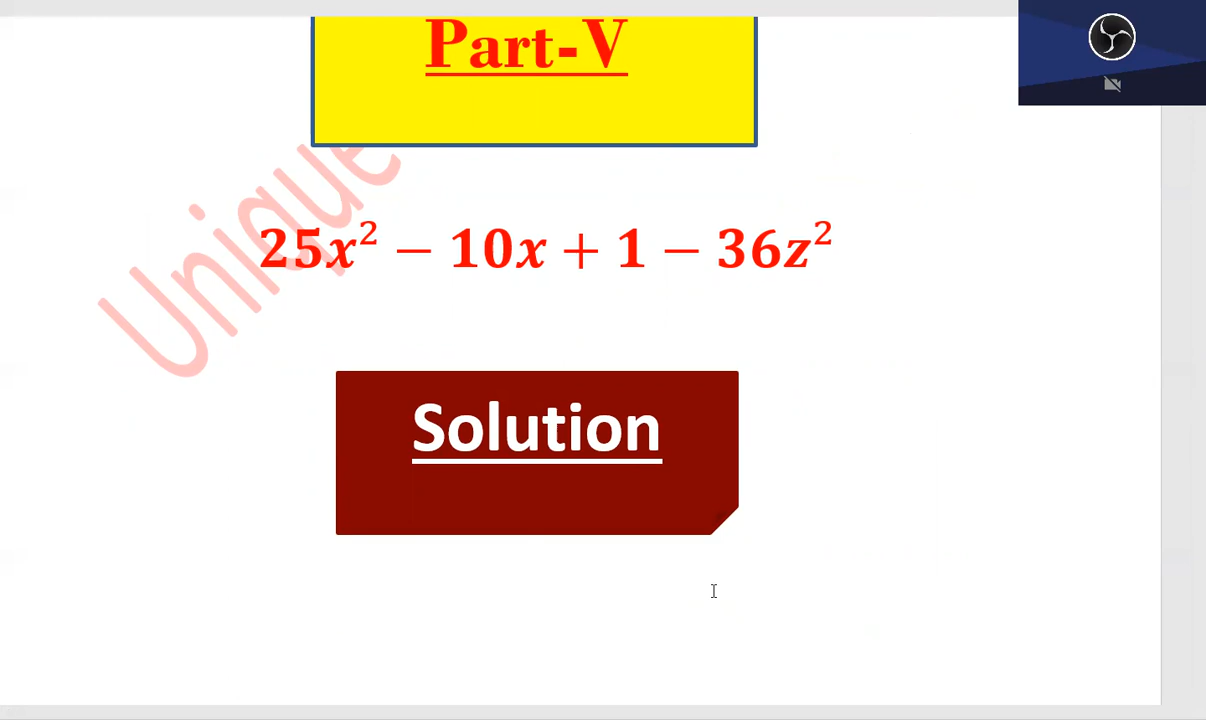 Part-V
Unique
25x² − 10x + 1 − 36z²
Solution